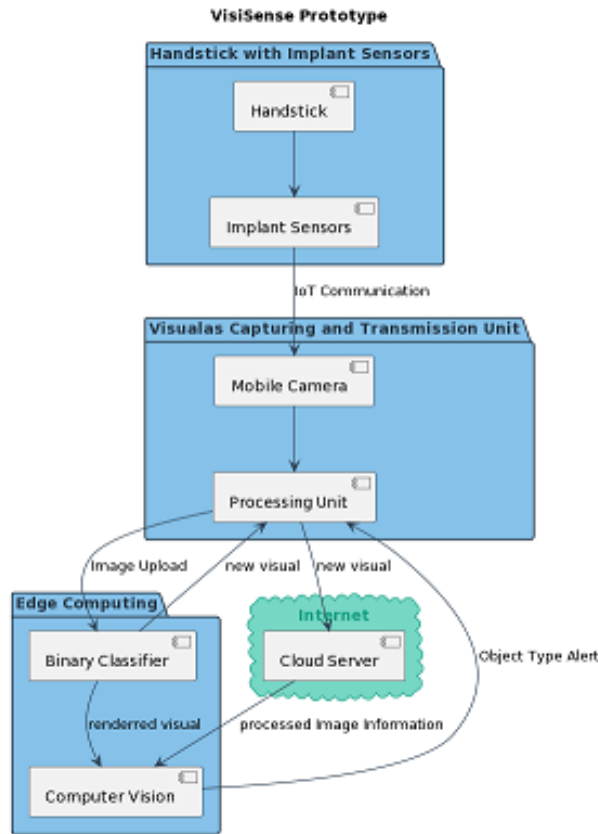 VisiSense Prototype
Handstick with Implant Sensors
Handstick
Implant Sensors
IoT Communication
Visualas Capturing and Transmission Unit
Mobile Camera
Processing Unit
Image Upload
new visual
new visual
Edge Computing
Internet
Binary Classifier
Cloud Server
Object Type Alert
renderred visual
processed Image Information
Computer Vision